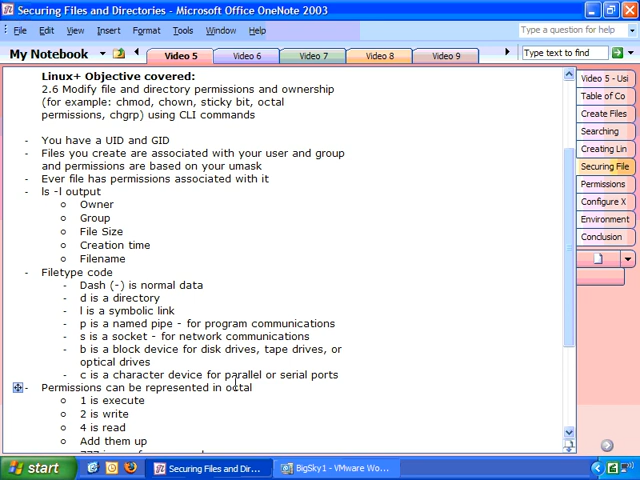 Securing Files and Directories - Microsoft Office OneNote 2003
File Edit View Insert Format Tools Window Help
Type a question for help
My Notebook Video 5 Video 6 Video 7 Video 8 Video 9 Type text to find
Linux+ Objective covered:
2.6 Modify file and directory permissions and ownership
(for example: chmod, chown, sticky bit, octal
permissions, chgrp) using CLI commands
- You have a UID and GID
- Files you create are associated with your user and group
and permissions are based on your umask
- Ever file has permissions associated with it
- ls -l output
o Owner
o Group
o File Size
o Creation time
o Filename
- Filetype code
- Dash (-) is normal data
- d is a directory
- l is a symbolic link
- p is a named pipe - for program communications
- s is a socket - for network communications
- b is a block device for disk drives, tape drives, or
optical drives
- c is a character device for parallel or serial ports
- Permissions can be represented in octal
o 1 is execute
o 2 is write
o 4 is read
o Add them up
Video 5 - Usi
Table of Co
Create Files
Searching
Creating Lin
Securing File
Permissions
Configure X
Environment
Conclusion
start Securing Files and Dir... BigSky1 - VMware Wo...